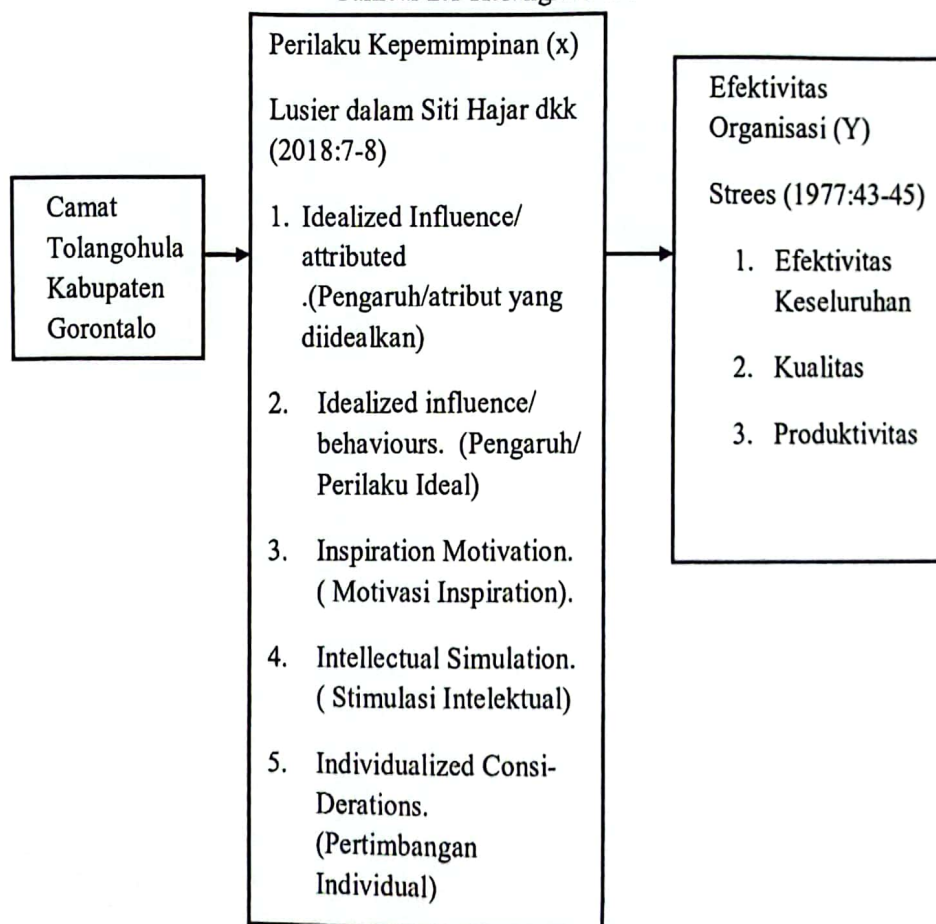 Camat
Tolangohula
Kabupaten
Gorontalo
Perilaku Kepemimpinan (x)
Lusier dalam Siti Hajar dkk
(2018:7-8)
1. Idealized Influence/
attributed
.(Pengaruh/atribut yang
diidealkan)
2. Idealized influence/
behaviours. (Pengaruh/
Perilaku Ideal)
3. Inspiration Motivation.
( Motivasi Inspiration).
4. Intellectual Simulation.
( Stimulasi Intelektual)
5. Individualized Consi-
Derations.
(Pertimbangan
Individual)
Efektivitas
Organisasi (Y)
Strees (1977:43-45)
1. Efektivitas
Keseluruhan
2. Kualitas
3. Produktivitas